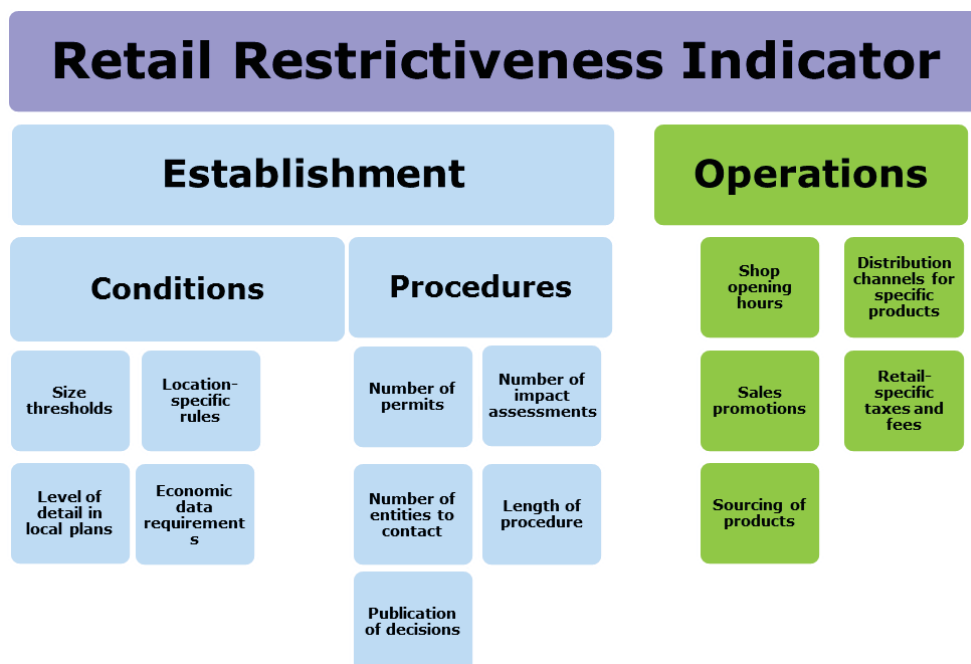 Retail Restrictiveness Indicator
Establishment
Operations
Conditions
Procedures
Size
thresholds
Location-
specific
rules
Level of
detail in
local plans
Economic
data
requirement
s
Number of
permits
Number of
impact
assessments
Number of
entities to
contact
Length of
procedure
Publication
of decisions
Shop
opening
hours
Distribution
channels for
specific
products
Sales
promotions
Retail-
specific
taxes and
fees
Sourcing of
products